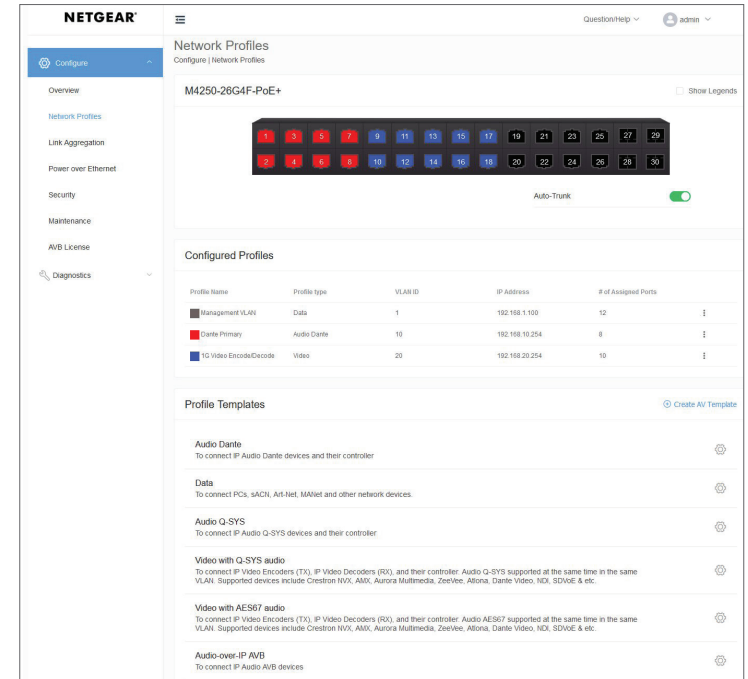 NETGEAR®
Question/Help
admin
Configure
Overview
Network Profiles
Link Aggregation
Power over Ethernet
Security
Maintenance
AVB License
Diagnostics
Network Profiles
Configure | Network Profiles
M4250-26G4F-PoE+
Show Legends
1 3 5 7 9 11 13 15 17 19 21 23 25 27 29
2 4 6 8 10 12 14 16 18 20 22 24 26 28 30
Auto-Trunk
Configured Profiles
Profile Name Profile type VLAN ID IP Address # of Assigned Ports
Management VLAN Data 1 192.168.1.100 12
Dante Primary Audio Dante 10 192.168.10.254 8
1G Video Encode/Decode Video 20 192.168.20.254 10
Profile Templates
Create AV Template
Audio Dante
To connect IP Audio Dante devices and their controller
Data
To connect PCs, sACN, Art-Net, MANet and other network devices.
Audio Q-SYS
To connect IP Audio Q-SYS devices and their controller
Video with Q-SYS audio
To connect IP Video Encoders (TX), IP Video Decoders (RX), and their controller. Audio Q-SYS supported at the same time in the same
VLAN. Supported devices include Crestron NVX, AMX, Aurora Multimedia, ZeeVee, Atlona, Dante Video, NDI, SDVoE & etc.
Video with AES67 audio
To connect IP Video Encoders (TX), IP Video Decoders (RX), and their controller. Audio AES67 supported at the same time in the same
VLAN. Supported devices include Crestron NVX, AMX, Aurora Multimedia, ZeeVee, Atlona, Dante Video, NDI, SDVoE & etc.
Audio-over-IP AVB
To connect IP Audio AVB devices